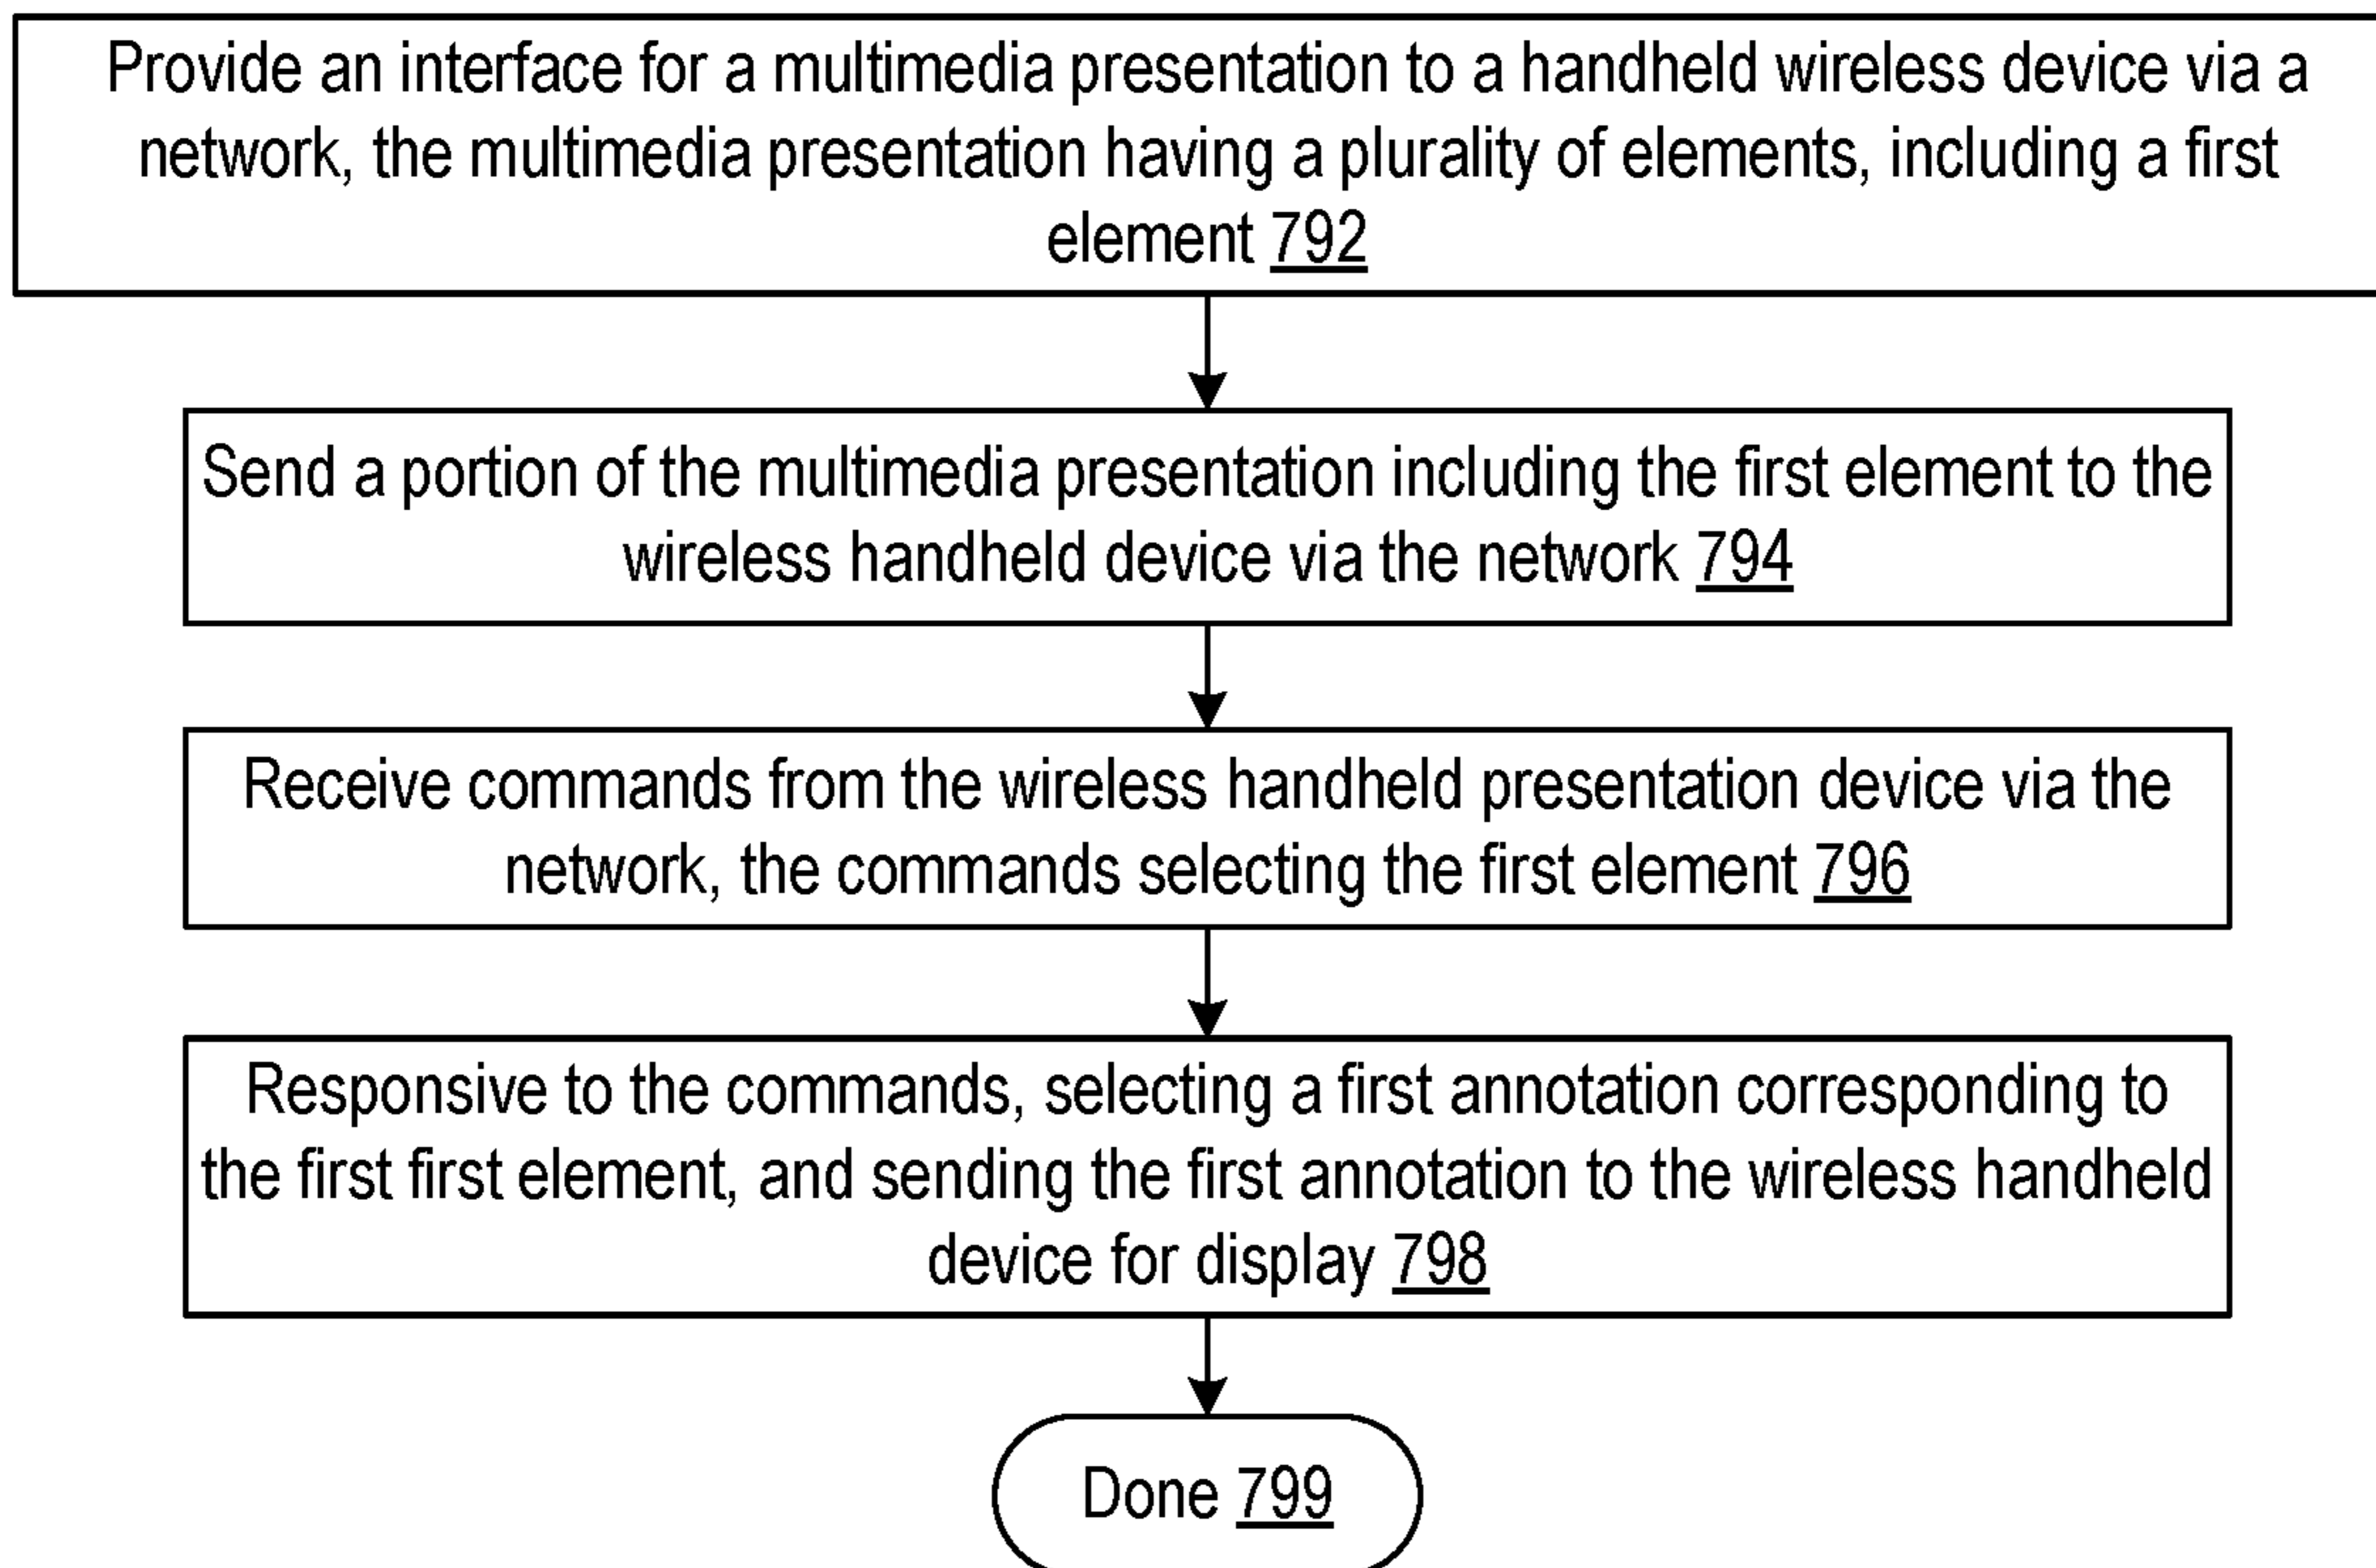 Provide an interface for a multimedia presentation to a handheld wireless device via a
network, the multimedia presentation having a plurality of elements, including a first
element 792
Send a portion of the multimedia presentation including the first element to the
wireless handheld device via the network 794
Receive commands from the wireless handheld presentation device via the
network, the commands selecting the first element 796
Responsive to the commands, selecting a first annotation corresponding to
the first first element, and sending the first annotation to the wireless handheld
device for display 798
Done 799